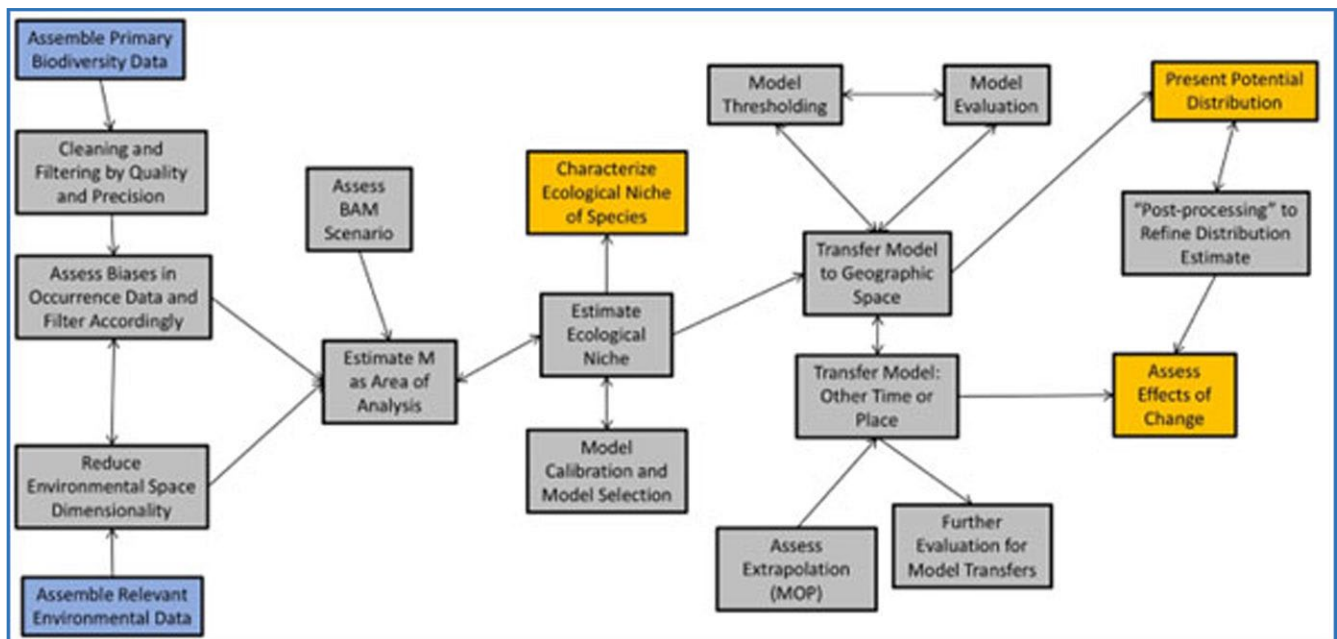 Assemble Primary
Biodiversity Data
Cleaning and
Filtering by Quality
and Precision
Assess Biases in
Occurrence Data and
Filter Accordingly
Reduce
Environmental Space
Dimensionality
Assemble Relevant
Environmental Data
Assess
BAM
Scenario
Estimate M
as Area of
Analysis
Characterize
Ecological Niche
of Species
Estimate
Ecological
Niche
Model
Calibration and
Model Selection
Model
Thresholding
Model
Evaluation
Transfer Model
to Geographic
Space
Transfer Model:
Other Time or
Place
Assess
Extrapolation
(MOP)
Further
Evaluation for
Model Transfers
Present Potential
Distribution
“Post-processing” to
Refine Distribution
Estimate
Assess
Effects of
Change